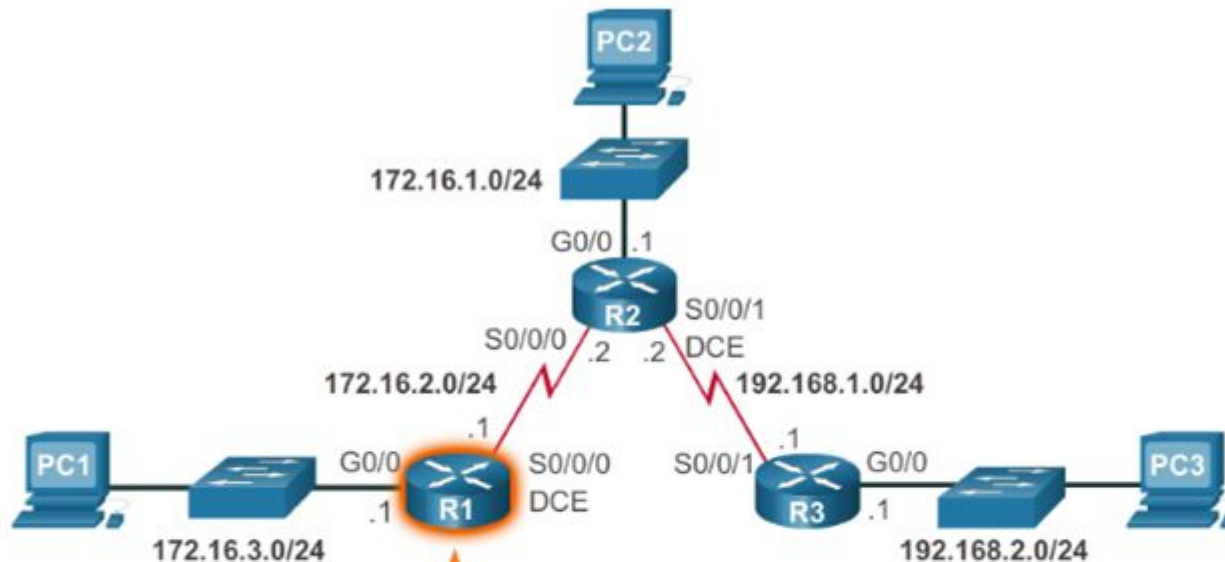 PC2
172.16.1.0/24
G0/0 .1
R2
S0/0/1
S0/0/0
.2 .2 DCE
172.16.2.0/24
192.168.1.0/24
.1
.1
PC1
G0/0
S0/0/0
S0/0/1
G0/0
PC3
.1
R1
DCE
R3
.1
172.16.3.0/24
192.168.2.0/24